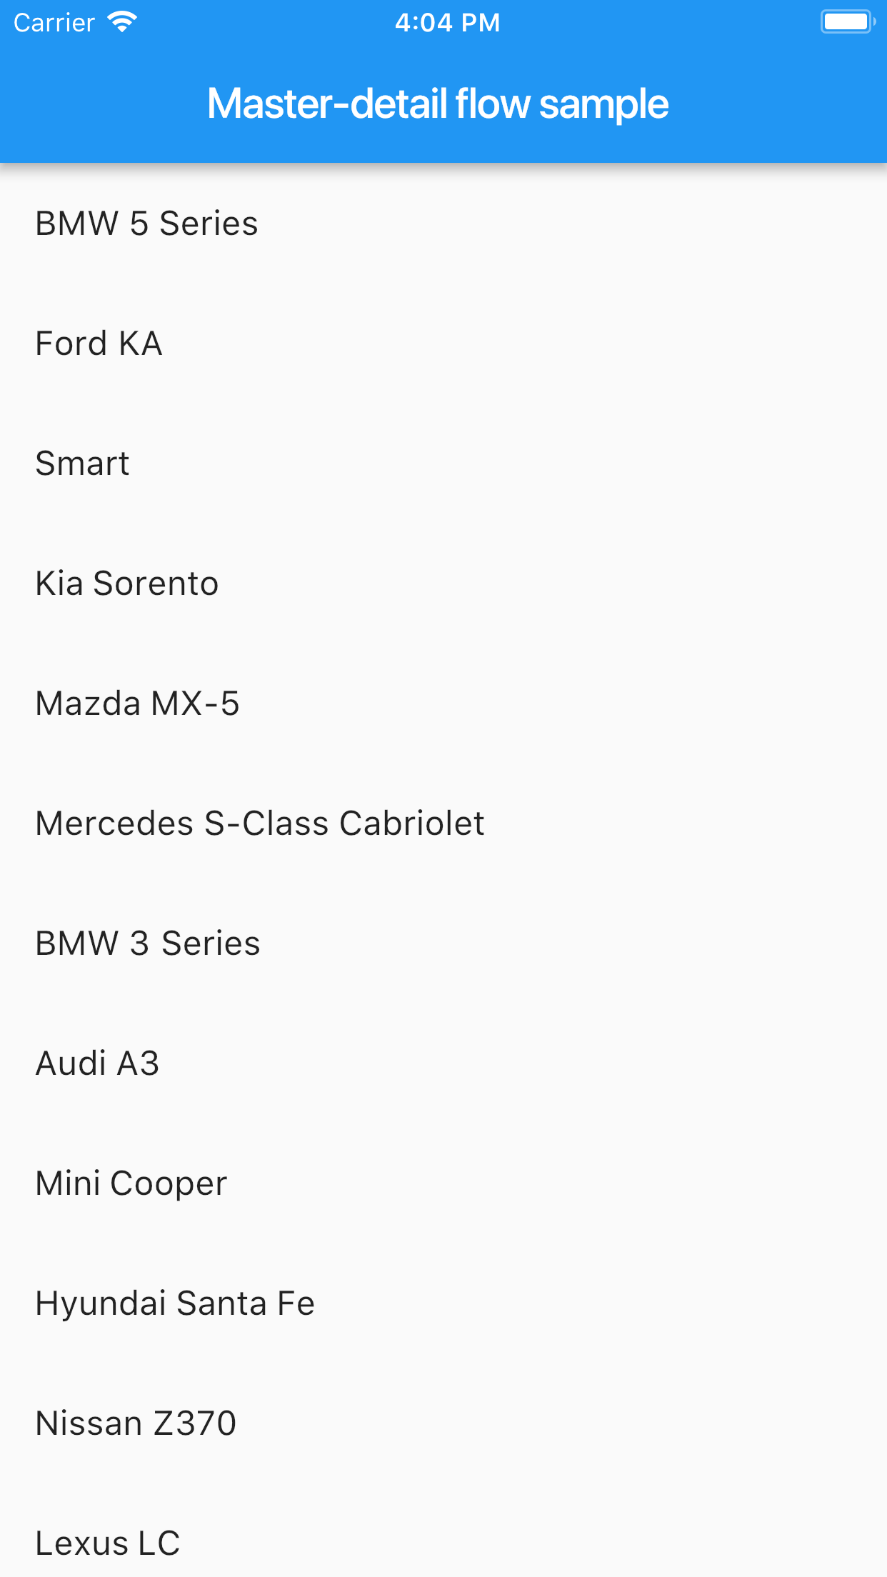 Carrier 4:04 PM
Master-detail flow sample
BMW 5 Series
Ford KA
Smart
Kia Sorento
Mazda MX-5
Mercedes S-Class Cabriolet
BMW 3 Series
Audi A3
Mini Cooper
Hyundai Santa Fe
Nissan Z370
Lexus LC